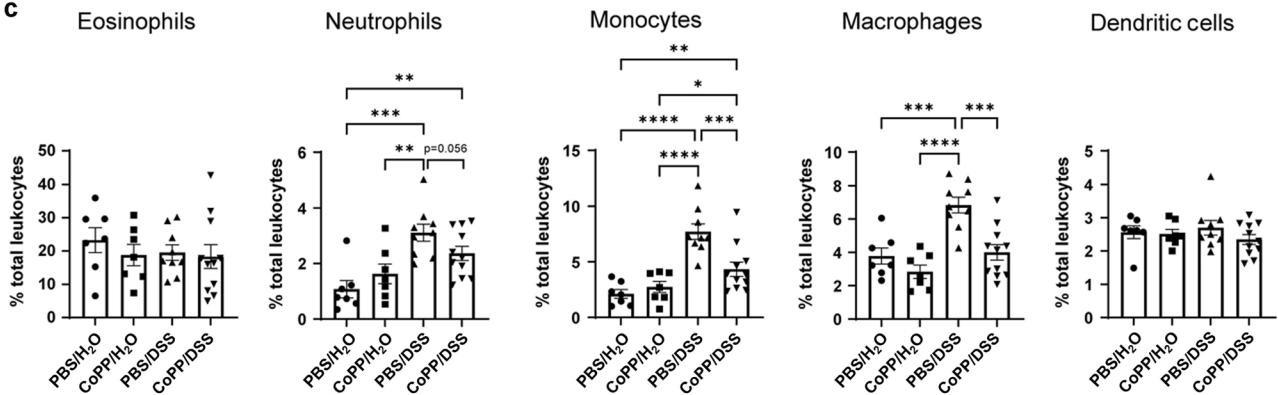 c
Eosinophils
% total leukocytes
50
40
30
20
10
0
PBS/H₂O
CoPP/H₂O
PBS/DSS
CoPP/DSS
Neutrophils
**
***
** p=0.056
% total leukocytes
6
4
2
0
PBS/H₂O
CoPP/H₂O
PBS/DSS
CoPP/DSS
Monocytes
**
*
**** ***
****
% total leukocytes
15
10
5
0
PBS/H₂O
CoPP/H₂O
PBS/DSS
CoPP/DSS
Macrophages
*** ***
****
% total leukocytes
10
8
6
4
2
0
PBS/H₂O
CoPP/H₂O
PBS/DSS
CoPP/DSS
Dendritic cells
% total leukocytes
5
4
3
2
1
0
PBS/H₂O
CoPP/H₂O
PBS/DSS
CoPP/DSS